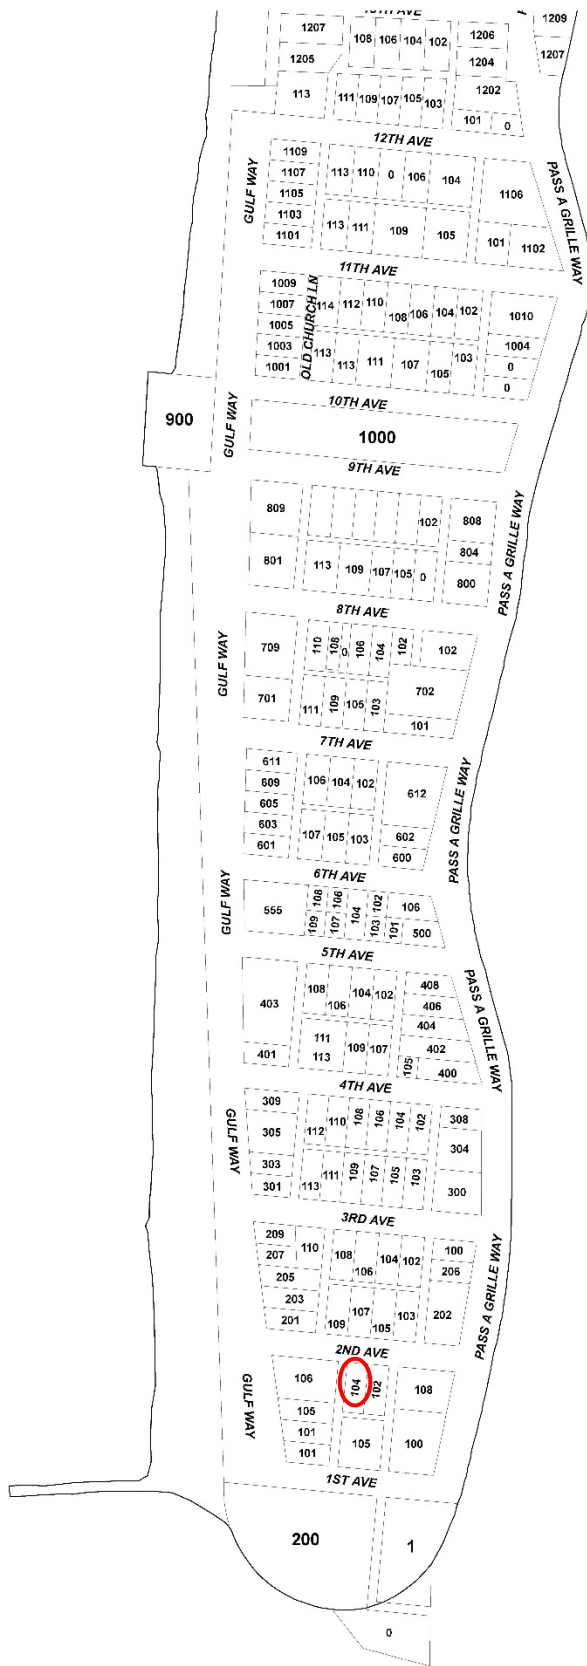 1207
108 106 104 102
1206
1209
1205
1204
1207
113
111 109 107 105 103
1202
101 0
12TH AVE
GULF WAY
PASS A GRILLE WAY
1109
1107
1105
1103
1101
113 110 0 106 104
1106
113 111 109 105
101 1102
11TH AVE
OLD CHURCH LN
1009
1007
1005
1003
1001
114 112 110 108 106 104 102
1010
1004
0
0
113 113 111 107 105 103
10TH AVE
900
GULF WAY
1000
9TH AVE
PASS A GRILLE WAY
809
102
808
804
801
113 109 107 105 0
800
8TH AVE
GULF WAY
709
110 108 0 106 104 102
102
702
701
111 109 105 103
101
7TH AVE
PASS A GRILLE WAY
611
609
605
603
601
106 104 102
612
107 105 103
602
600
6TH AVE
GULF WAY
555
108 106 104 102
106
109 107 103 101
500
5TH AVE
PASS A GRILLE WAY
403
108 106 104 102
408
406
404
401
111
113
109 107
402
105 400
4TH AVE
GULF WAY
309
305
303
301
112 110 108 106 104 102
308
304
300
113 111 109 107 105 103
3RD AVE
PASS A GRILLE WAY
209
207
110
205
203
201
108 106 104 102
100
206
109 107 105 103
202
2ND AVE
GULF WAY
106
105
101
101
104 102
108
105
100
1ST AVE
200
1
0